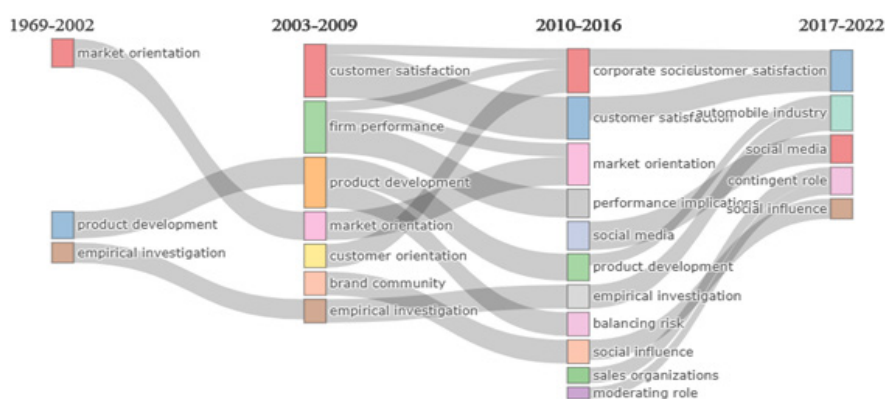 1969-2002
2003-2009
2010-2016
2017-2022
market orientation
product development
empirical investigation
customer satisfaction
firm performance
product development
market orientation
customer orientation
brand community
empirical investigation
corporate soci
customer satisfaction
market orientation
performance implications
social media
product development
empirical investigation
balancing risk
social influence
sales organizations
moderating role
customer satisfaction
automobile industry
social media
contingent role
social influence